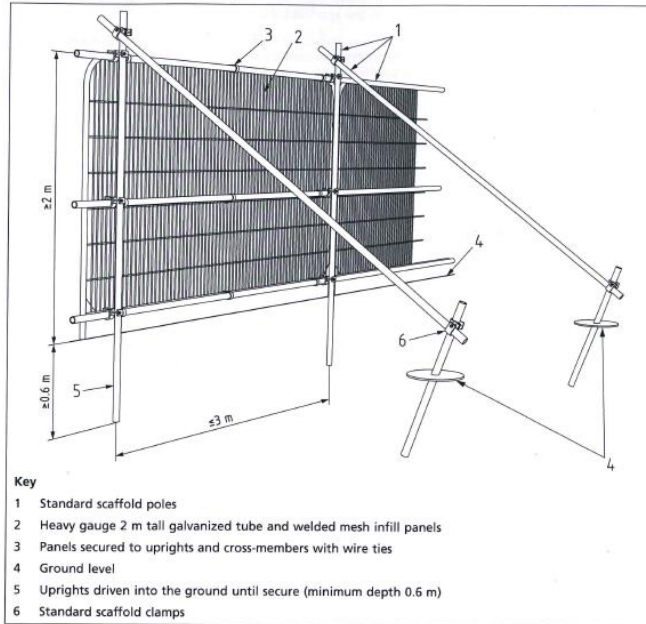 3
2
1
≥2 m
4
6
≥0.6 m
5
≤3 m
4
Key
1 Standard scaffold poles
2 Heavy gauge 2 m tall galvanized tube and welded mesh infill panels
3 Panels secured to uprights and cross-members with wire ties
4 Ground level
5 Uprights driven into the ground until secure (minimum depth 0.6 m)
6 Standard scaffold clamps